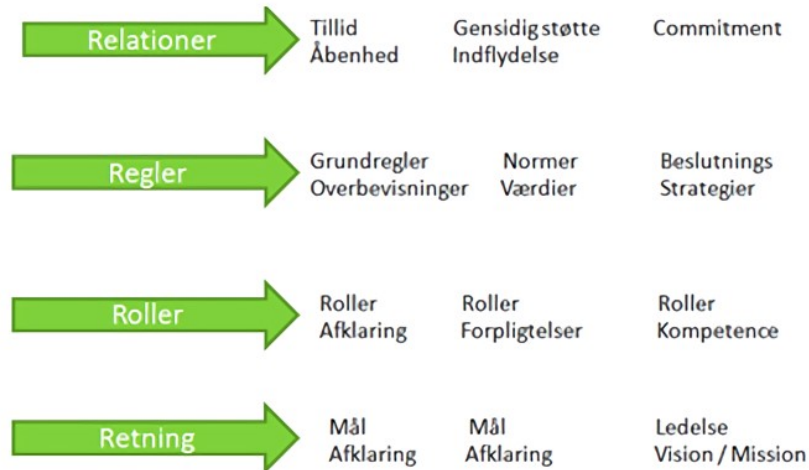 Relationer
Tillid Gensidig støtte Commitment
Åbenhed Indflydelse
Regler
Grundregler Normer Beslutnings
Overbevisninger Værdier Strategier
Roller
Roller Roller Roller
Afklaring Forpligtelser Kompetence
Retning
Mål Mål Ledelse
Afklaring Afklaring Vision / Mission